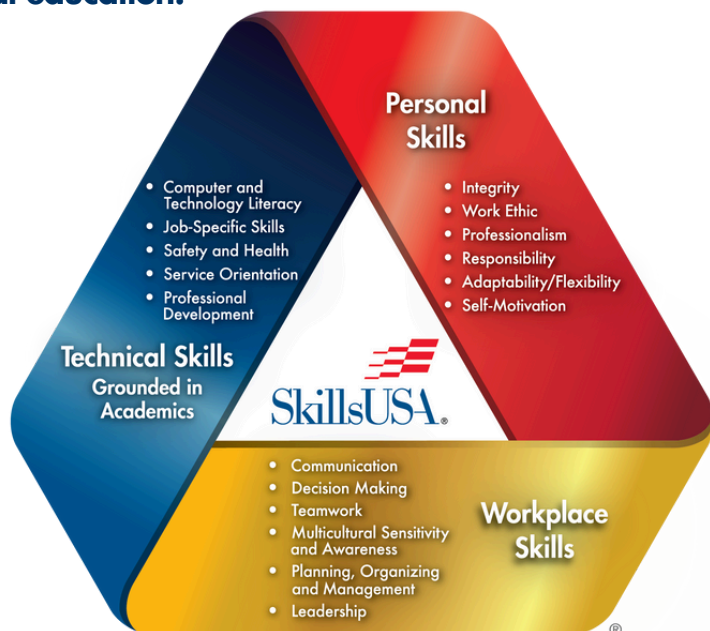 education.
Personal
Skills
• Integrity
• Work Ethic
• Professionalism
• Responsibility
• Adaptability/Flexibility
• Self-Motivation
• Computer and
Technology Literacy
• Job-Specific Skills
• Safety and Health
• Service Orientation
• Professional
Development
Technical Skills
Grounded in
Academics
SkillsUSA®
• Communication
• Decision Making
• Teamwork
• Multicultural Sensitivity
and Awareness
• Planning, Organizing
and Management
• Leadership
Workplace
Skills
®